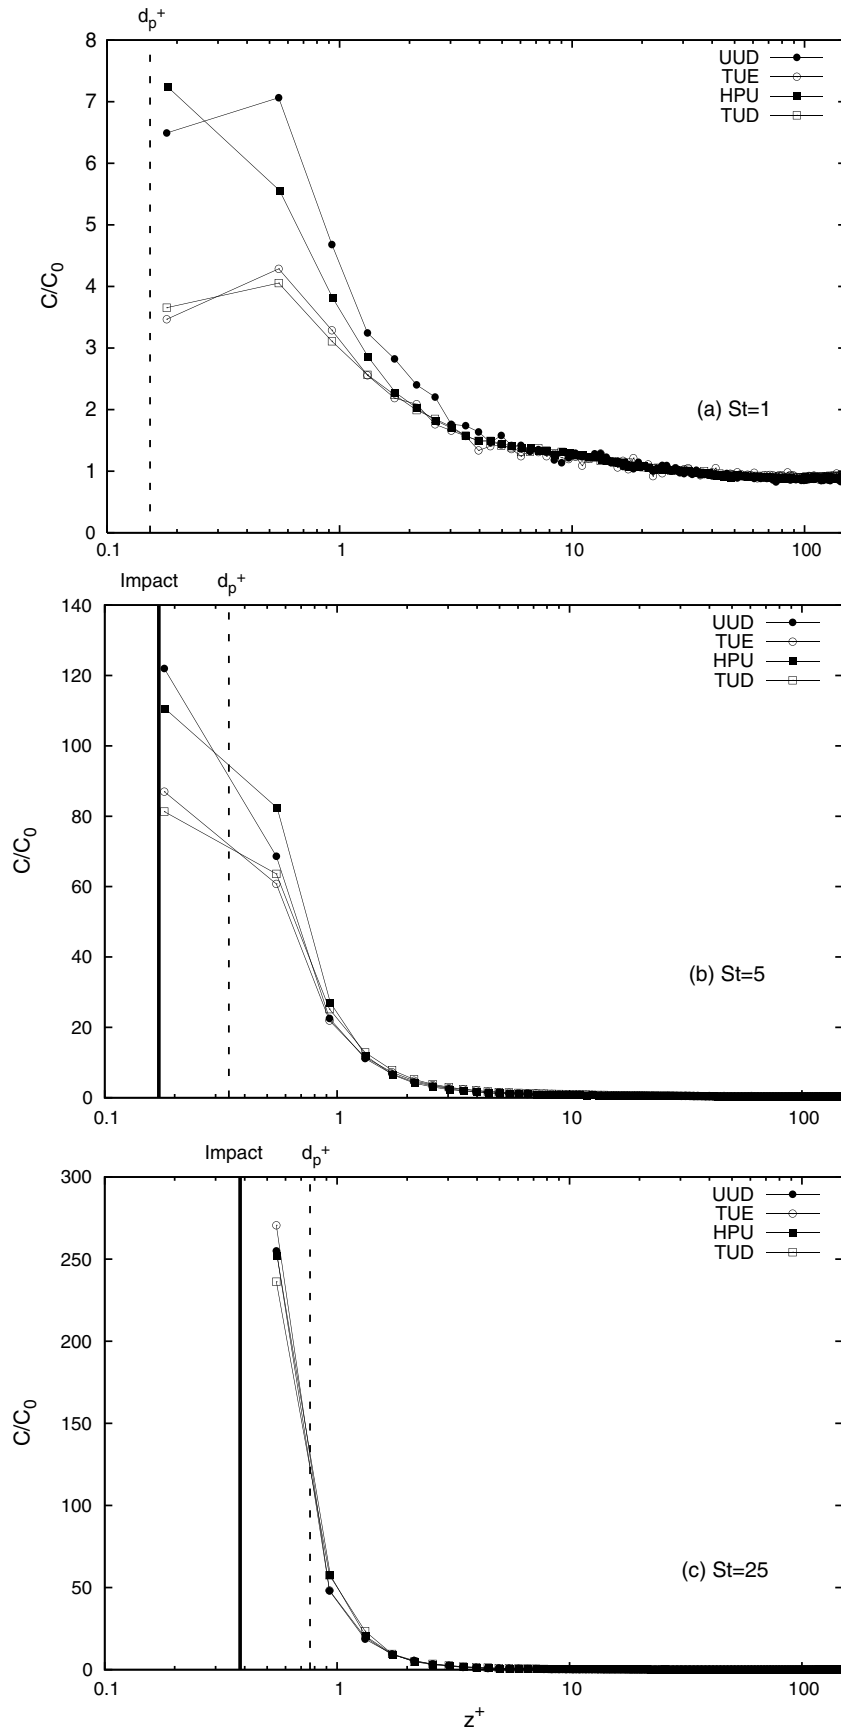 d_p^+
8
7
6
5
4
3
2
1
0
C/C_0
UUD
TUE
HPU
TUD
(a) St=1
0.1 1 10 100
Impact d_p^+
140
120
100
80
60
40
20
0
C/C_0
UUD
TUE
HPU
TUD
(b) St=5
0.1 1 10 100
Impact d_p^+
300
250
200
150
100
50
0
C/C_0
UUD
TUE
HPU
TUD
(c) St=25
0.1 1 10 100
z^+